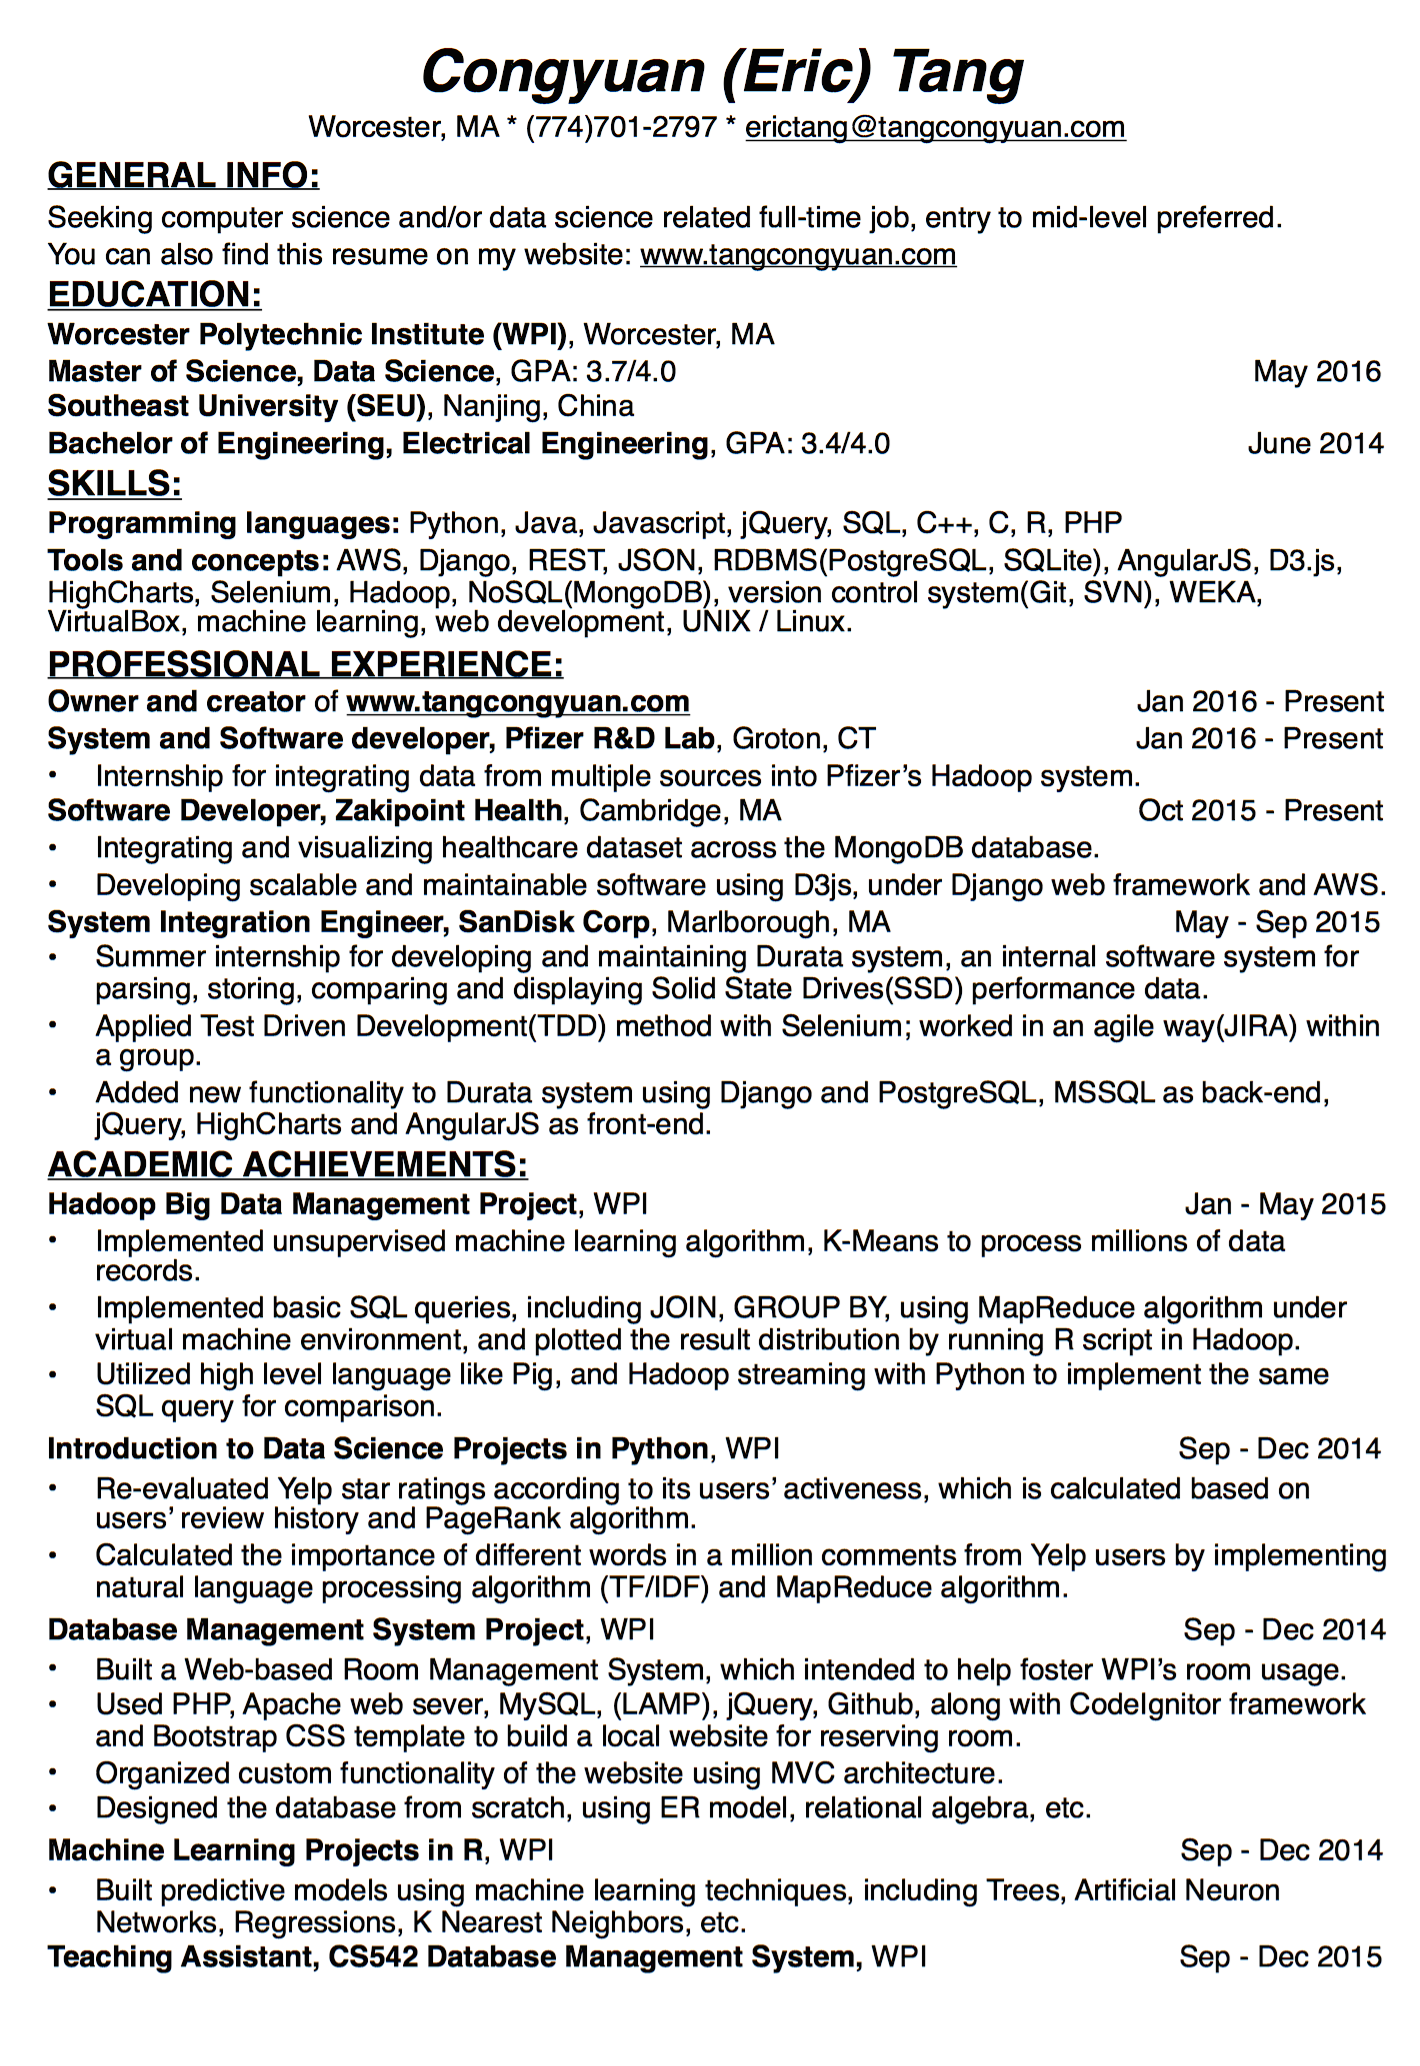 Congyuan (Eric) Tang
Worcester, MA * (774)701-2797 * erictang@tangcongyuan.com
GENERAL INFO:
Seeking computer science and/or data science related full-time job, entry to mid-level preferred.
You can also find this resume on my website: www.tangcongyuan.com
EDUCATION:
Worcester Polytechnic Institute (WPI), Worcester, MA
Master of Science, Data Science, GPA: 3.7/4.0 May 2016
Southeast University (SEU), Nanjing, China
Bachelor of Engineering, Electrical Engineering, GPA: 3.4/4.0 June 2014
SKILLS:
Programming languages: Python, Java, Javascript, jQuery, SQL, C++, C, R, PHP
Tools and concepts: AWS, Django, REST, JSON, RDBMS(PostgreSQL, SQLite), AngularJS, D3.js,
HighCharts, Selenium, Hadoop, NoSQL(MongoDB), version control system(Git, SVN), WEKA,
VirtualBox, machine learning, web development, UNIX / Linux.
PROFESSIONAL EXPERIENCE:
Owner and creator of www.tangcongyuan.com Jan 2016 - Present
System and Software developer, Pfizer R&D Lab, Groton, CT Jan 2016 - Present
• Internship for integrating data from multiple sources into Pfizer’s Hadoop system.
Software Developer, Zakipoint Health, Cambridge, MA Oct 2015 - Present
• Integrating and visualizing healthcare dataset across the MongoDB database.
• Developing scalable and maintainable software using D3js, under Django web framework and AWS.
System Integration Engineer, SanDisk Corp, Marlborough, MA May - Sep 2015
• Summer internship for developing and maintaining Durata system, an internal software system for
parsing, storing, comparing and displaying Solid State Drives(SSD) performance data.
• Applied Test Driven Development(TDD) method with Selenium; worked in an agile way(JIRA) within
a group.
• Added new functionality to Durata system using Django and PostgreSQL, MSSQL as back-end,
jQuery, HighCharts and AngularJS as front-end.
ACADEMIC ACHIEVEMENTS:
Hadoop Big Data Management Project, WPI Jan - May 2015
• Implemented unsupervised machine learning algorithm, K-Means to process millions of data
records.
• Implemented basic SQL queries, including JOIN, GROUP BY, using MapReduce algorithm under
virtual machine environment, and plotted the result distribution by running R script in Hadoop.
• Utilized high level language like Pig, and Hadoop streaming with Python to implement the same
SQL query for comparison.
Introduction to Data Science Projects in Python, WPI Sep - Dec 2014
• Re-evaluated Yelp star ratings according to its users’ activeness, which is calculated based on
users’ review history and PageRank algorithm.
• Calculated the importance of different words in a million comments from Yelp users by implementing
natural language processing algorithm (TF/IDF) and MapReduce algorithm.
Database Management System Project, WPI Sep - Dec 2014
• Built a Web-based Room Management System, which intended to help foster WPI’s room usage.
• Used PHP, Apache web sever, MySQL, (LAMP), jQuery, Github, along with CodeIgnitor framework
and Bootstrap CSS template to build a local website for reserving room.
• Organized custom functionality of the website using MVC architecture.
• Designed the database from scratch, using ER model, relational algebra, etc.
Machine Learning Projects in R, WPI Sep - Dec 2014
• Built predictive models using machine learning techniques, including Trees, Artificial Neuron
Networks, Regressions, K Nearest Neighbors, etc.
Teaching Assistant, CS542 Database Management System, WPI Sep - Dec 2015